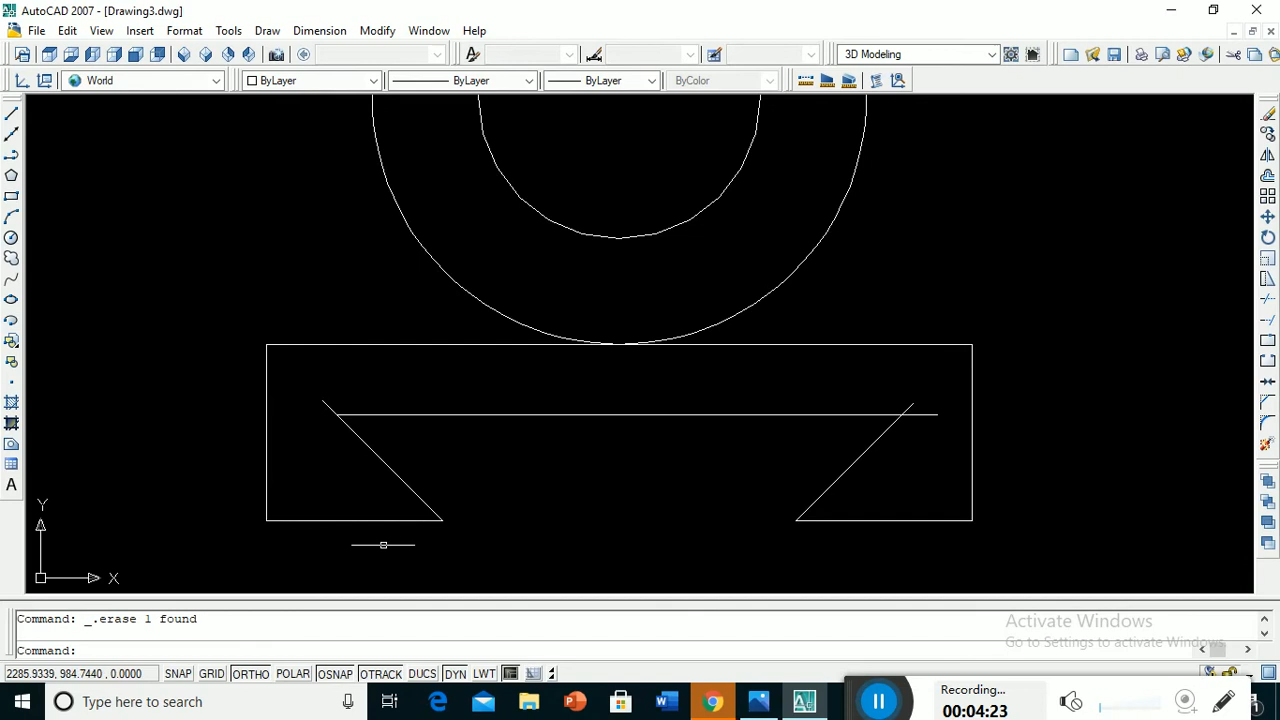 AutoCAD 2007 - [Drawing3.dwg]
File Edit View Insert Format Tools Draw Dimension Modify Window Help
3D Modeling
World ByLayer ByLayer ByLayer ByColor
A
Y
X
Command: _.erase 1 found
Command:
Activate Windows
Go to Settings to activate Windows.
2285.9339, 984.7440, 0.0000 SNAP GRID ORTHO POLAR OSNAP OTRACK DUCS DYN LWT
Type here to search
Recording...
00:04:23